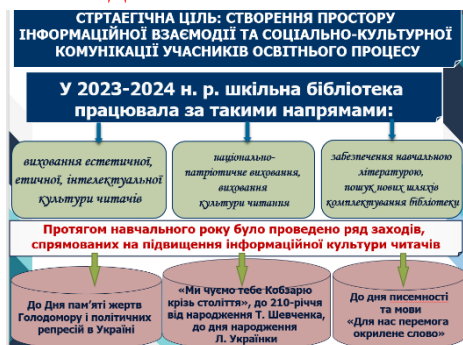 СТРТАЕГІЧНА ЦІЛЬ: СТВОРЕННЯ ПРОСТОРУ
ІНФОРМАЦІЙНОЇ ВЗАЄМОДІЇ ТА СОЦІАЛЬНО-КУЛЬТУРНОЇ
КОМУНІКАЦІЇ УЧАСНИКІВ ОСВІТНЬОГО ПРОЦЕСУ
У 2023-2024 н. р. шкільна бібліотека
працювала за такими напрямами:
виховання естетичної,
етичної, інтелектуальної
культури читачів
національно-
патріотичне виховання,
виховання
культури читання
забезпечення навчальною
літературою,
пошук нових шляхів
комплектування бібліотеки
Протягом навчального року було проведено ряд заходів,
спрямованих на підвищення інформаційної культури читачів
До Дня пам’яті жертв
Голодомору і політичних
репресій в Україні
«Ми чуємо тебе Кобзарю
крізь століття», до 210-річчя
від народження Т. Шевченка,
до дня народження
Л. Українки
До дня писемності
та мови
«Для нас перемога
окрилене слово»